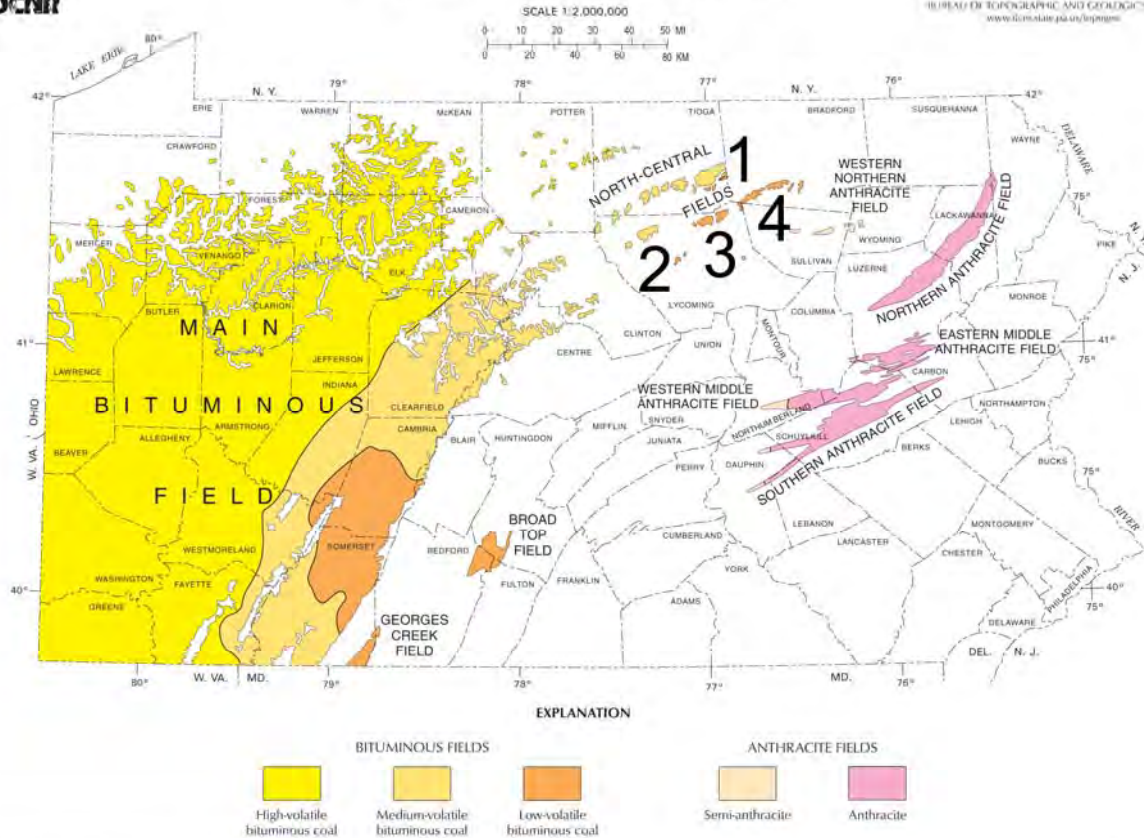 SCALE 1:2,000,000
0 10 20 30 40 50 MI
0 20 40 60 80 KM
BUREAU OF TOPOGRAPHIC AND GEOLOGIC
LAKE ERIE
80°
79°
78°
77°
76°
42°
N. Y.
N. Y.
42°
ERIE
WARREN
McKEAN
POTTER
TIOGA
BRADFORD
SUSQUEHANNA
WAYNE
DELAWARE
CRAWFORD
1
NORTH-CENTRAL
FIELDS
WESTERN
NORTHERN
ANTHRACITE
FIELD
FOREST
CAMERON
LACKAWANNA
75°
MERCER
VENANGO
ELK
2
3
4
SULLIVAN
WYOMING
LUZERNE
NORTHERN ANTHRACITE FIELD
PIKE
N. J.
BUTLER
CLARION
MAIN
LYCOMING
CLINTON
COLUMBIA
MONROE
41°
LAWRENCE
JEFFERSON
INDIANA
CENTRE
UNION
MONTOUR
EASTERN MIDDLE
ANTHRACITE FIELD
41°
75°
CARBON
BITUMINOUS
CLEARFIELD
WESTERN MIDDLE
ANTHRACITE FIELD
NORTHAMPTON
W. VA.
OHIO
BEAVER
ALLEGHENY
ARMSTRONG
CAMBRIA
BLAIR
HUNTINGDON
MIFFLIN
SNYDER
JUNIATA
NORTHUMBERLAND
SCHUYLKILL
LEHIGH
BERKS
BUCKS
PERRY
DAUPHIN
SOUTHERN ANTHRACITE FIELD
75°
FIELD
RIVER
BROAD
TOP
FIELD
LEBANON
MONTGOMERY
WESTMORELAND
SOMERSET
BEDFORD
CUMBERLAND
LANCASTER
CHESTER
WASHINGTON
FAYETTE
FULTON
FRANKLIN
YORK
PHILADELPHIA
40°
40°
75°
GREENE
ADAMS
DELAWARE
GEORGES
CREEK
FIELD
DEL.
N. J.
80°
W. VA.
MD.
79°
78°
77°
MD.
76°
EXPLANATION
BITUMINOUS FIELDS
ANTHRACITE FIELDS
High-volatile
bituminous coal
Medium-volatile
bituminous coal
Low-volatile
bituminous coal
Semi-anthracite
Anthracite